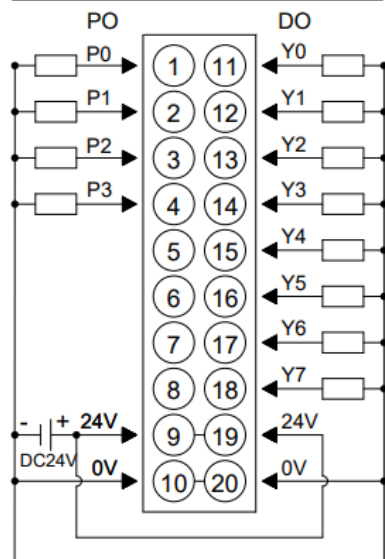 PO DO
P0 1 11 Y0
P1 2 12 Y1
P2 3 13 Y2
P3 4 14 Y3
5 15 Y4
6 16 Y5
7 17 Y6
8 18 Y7
- + 24V 9 19 24V
DC24V
0V 10 20 0V